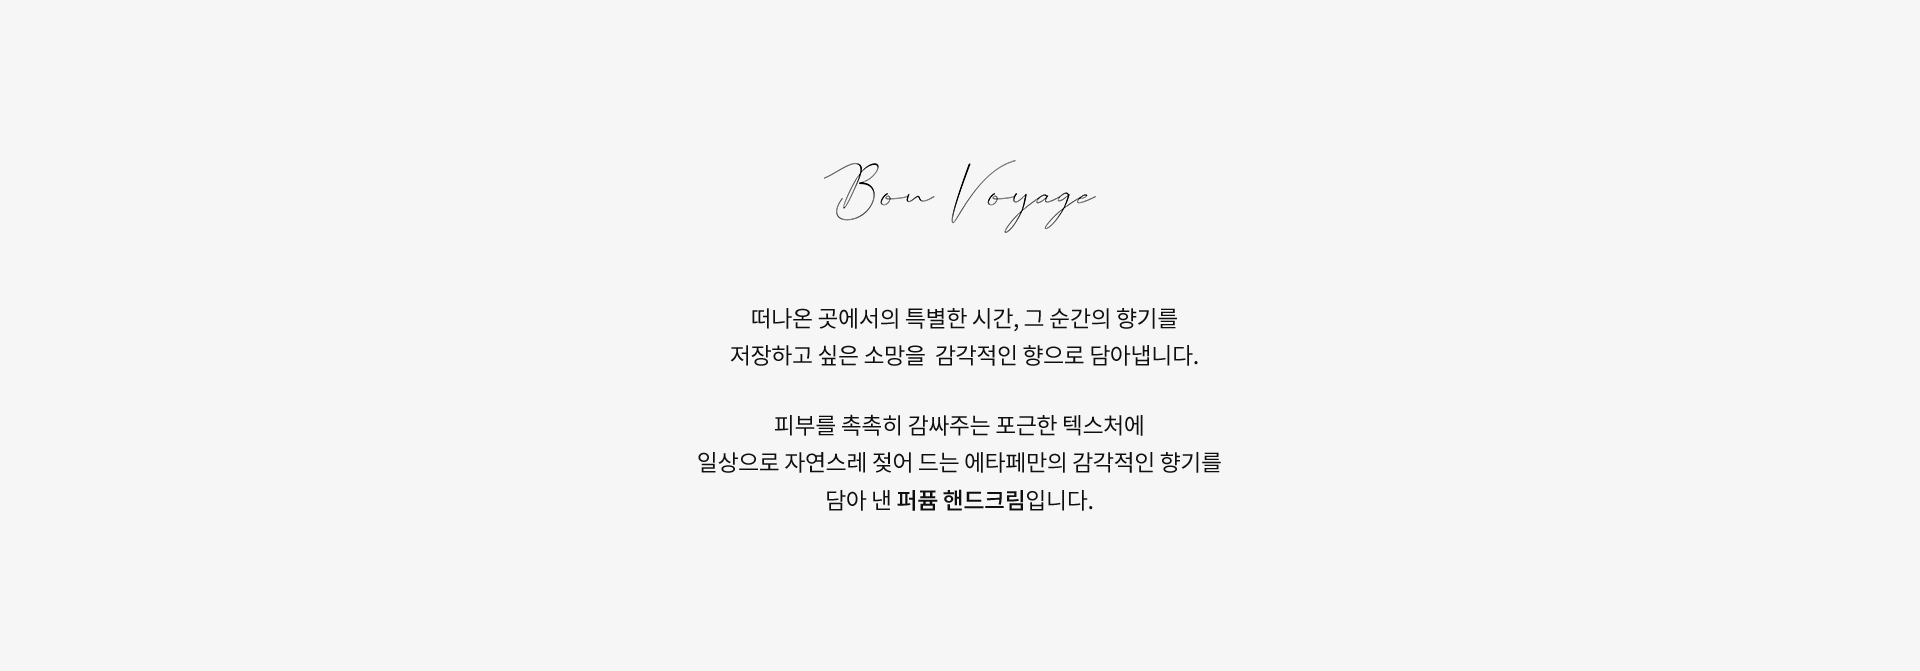 Bon Voyage
떠나온 곳에서의 특별한 시간, 그 순간의 향기를
저장하고 싶은 소망을 감각적인 향으로 담아냅니다.
피부를 촉촉히 감싸주는 포근한 텍스처에
일상으로 자연스레 젖어 드는 에타페만의 감각적인 향기를
담아 낸 퍼퓸 핸드크림입니다.